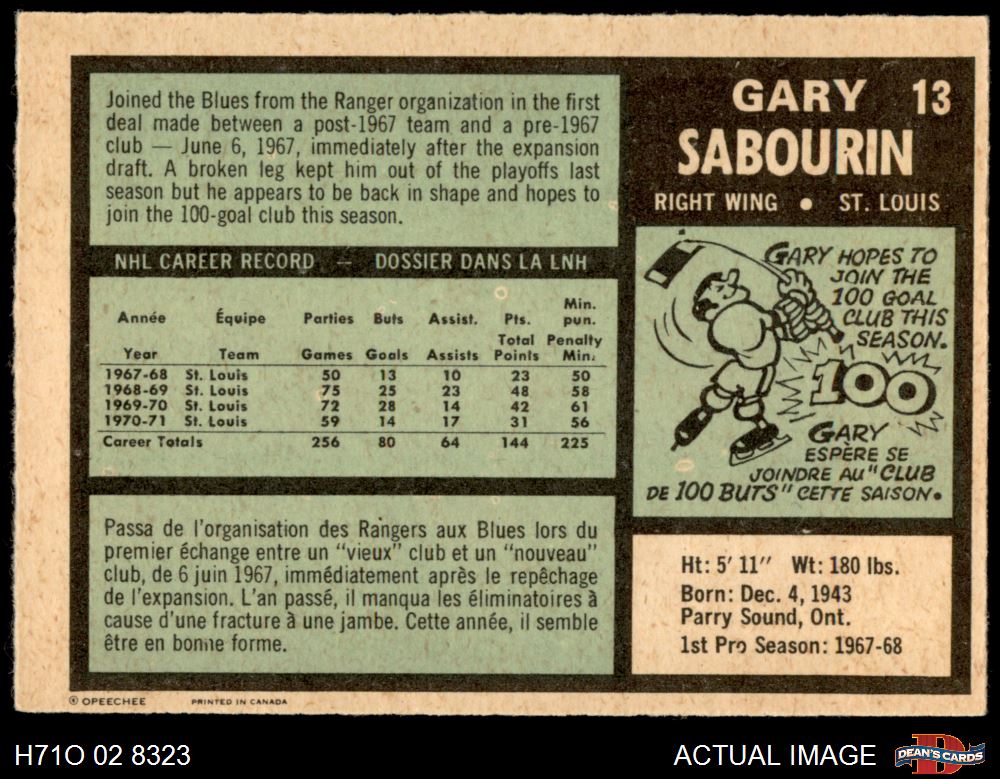 Joined the Blues from the Ranger organization in the first
deal made between a post-1967 team and a pre-1967
club — June 6, 1967, immediately after the expansion
draft. A broken leg kept him out of the playoffs last
season but he appears to be back in shape and hopes to
join the 100-goal club this season.
GARY 13
SABOURIN
RIGHT WING • ST. LOUIS
NHL CAREER RECORD — DOSSIER DANS LA LNH
Année Équipe Parties Buts Assist. Pts. Min. pun.
Year Team Games Goals Assists Total Points Penalty Min.
1967-68 St. Louis 50 13 10 23 50
1968-69 St. Louis 75 25 23 48 58
1969-70 St. Louis 72 28 14 42 61
1970-71 St. Louis 59 14 17 31 56
Career Totals 256 80 64 144 225
GARY HOPES TO
JOIN THE
100 GOAL
CLUB THIS
SEASON.
100
GARY
ESPÈRE SE
JOINDRE AU "CLUB
DE 100 BUTS" CETTE SAISON.
Passa de l'organisation des Rangers aux Blues lors du
premier échange entre un "vieux" club et un "nouveau"
club, de 6 juin 1967, immédiatement après le repêchage
de l'expansion. L'an passé, il manqua les éliminatoires à
cause d'une fracture à une jambe. Cette année, il semble
être en bonne forme.
Ht: 5' 11" Wt: 180 lbs.
Born: Dec. 4, 1943
Parry Sound, Ont.
1st Pro Season: 1967-68
© OPEECHEE PRINTED IN CANADA
H71O 02 8323 ACTUAL IMAGE DEAN'S CARDS